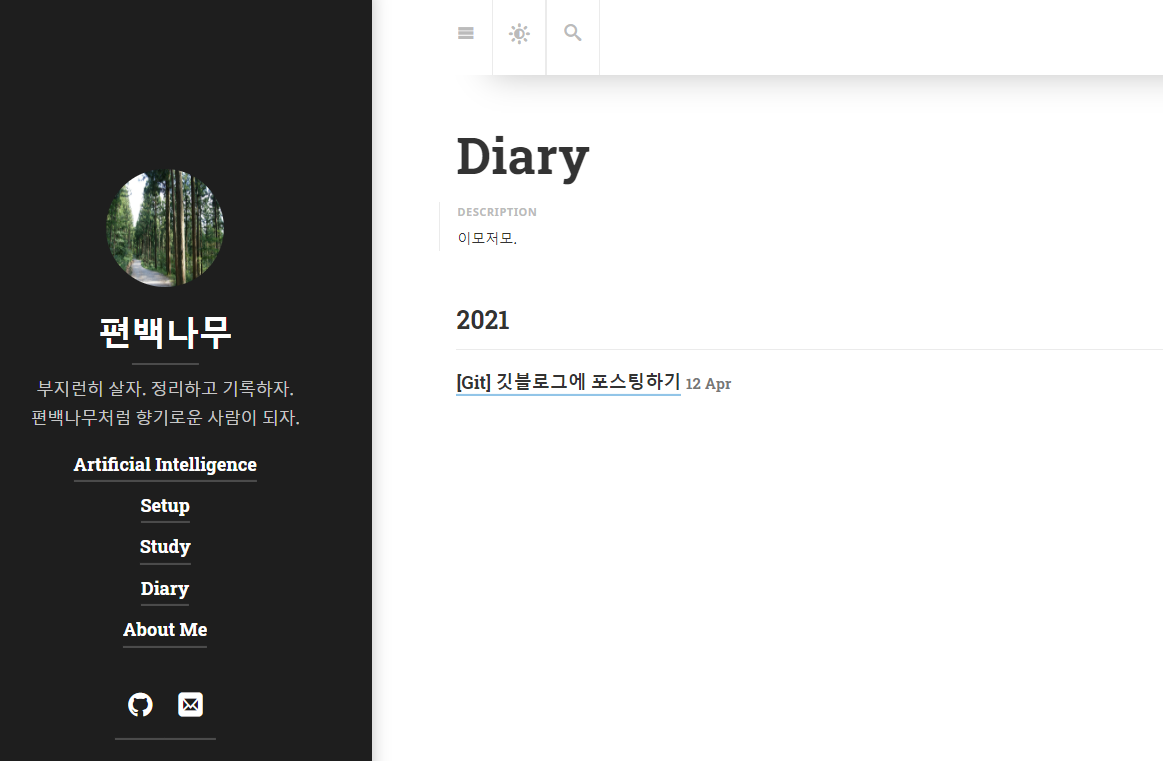 편백나무
부지런히 살자. 정리하고 기록하자.
편백나무처럼 향기로운 사람이 되자.
Artificial Intelligence
Setup
Study
Diary
About Me
Diary
DESCRIPTION
이모저모.
2021
[Git] 깃블로그에 포스팅하기 12 Apr